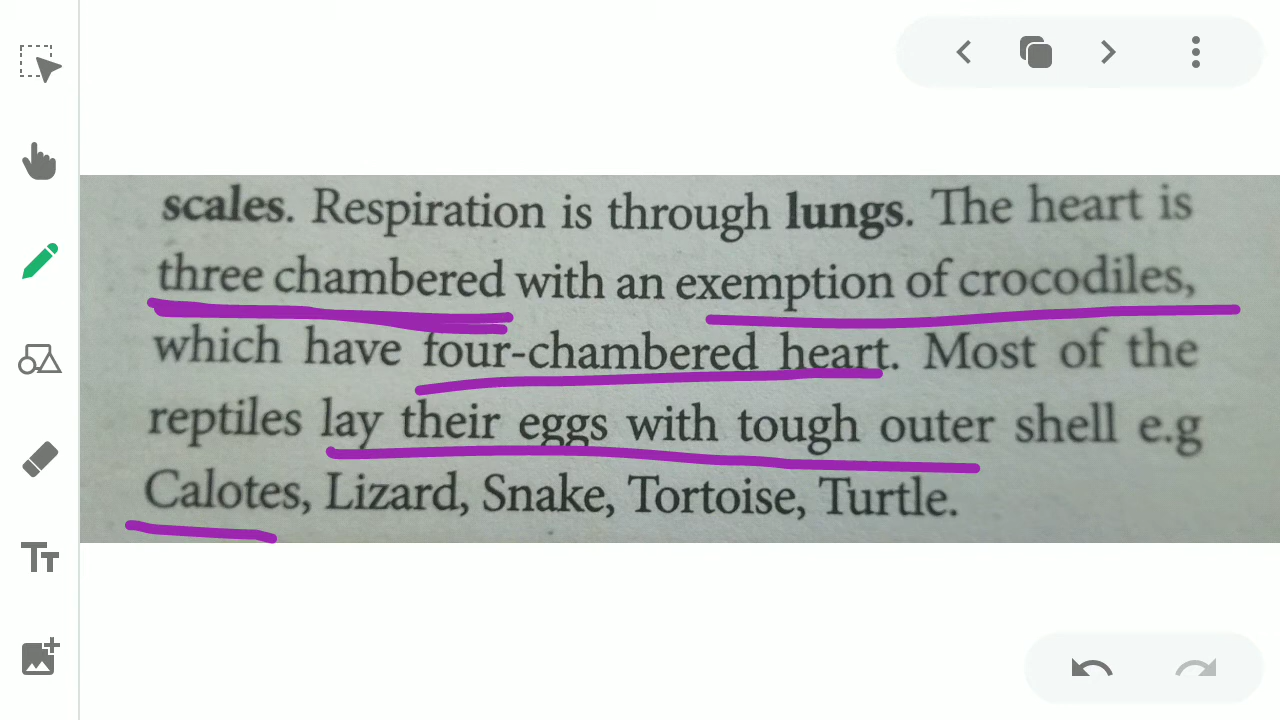 scales. Respiration is through lungs. The heart is
three chambered with an exemption of crocodiles,
which have four-chambered heart. Most of the
reptiles lay their eggs with tough outer shell e.g
Calotes, Lizard, Snake, Tortoise, Turtle.